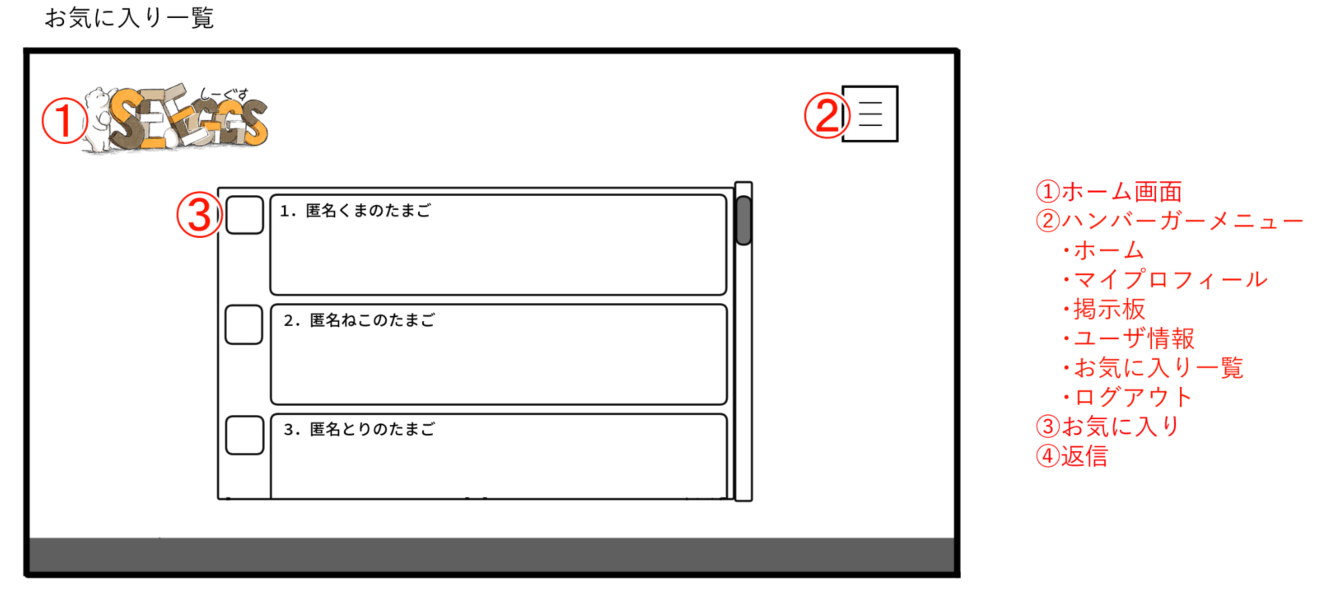 お気に入り一覧
①
しーぐす
SEEGGS
②
③
1. 匿名くまのたまご
2. 匿名ねこのたまご
3. 匿名とりのたまご
①ホーム画面
②ハンバーガーメニュー
・ホーム
・マイプロフィール
・掲示板
・ユーザ情報
・お気に入り一覧
・ログアウト
③お気に入り
④返信